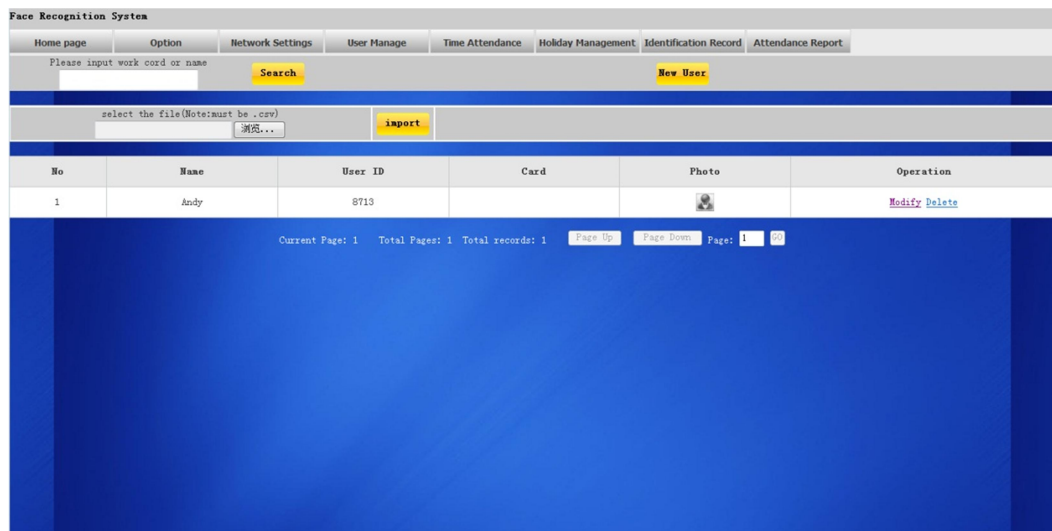 Face Recognition System
Home page Option Network Settings User Manage Time Attendance Holiday Management Identification Record Attendance Report
Please input work cord or name
Search New User
select the file(Note:must be .csv)
浏览... import
No Name User ID Card Photo Operation
1 Andy 8713 Modify Delete
Current Page: 1 Total Pages: 1 Total records: 1 Page Up Page Down Page: 1 GO